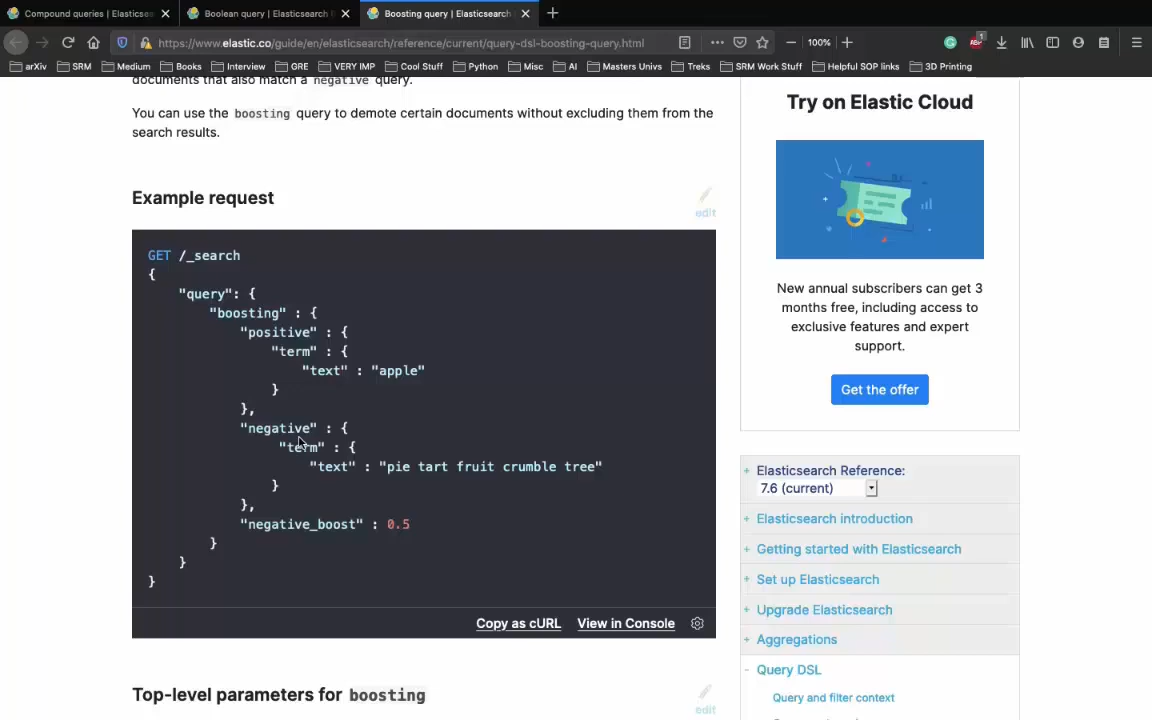 Compound queries | Elasticsea
Boolean query | Elasticsearch
Boosting query | Elasticsearch
https://www.elastic.co/guide/en/elasticsearch/reference/current/query-dsl-boosting-query.html
100%
1
arXiv SRM Medium Books Interview GRE VERY IMP Cool Stuff Python Misc AI Masters Univs Treks SRM Work Stuff Helpful SOP links 3D Printing
documents that also match a negative query.
You can use the boosting query to demote certain documents without excluding them from the
search results.
Example request
edit
GET /_search
{
"query": {
"boosting" : {
"positive" : {
"term" : {
"text" : "apple"
}
},
"negative" : {
"term" : {
"text" : "pie tart fruit crumble tree"
}
},
"negative_boost" : 0.5
}
}
}
Copy as cURL View in Console
Top-level parameters for boosting
edit
Try on Elastic Cloud
New annual subscribers can get 3
months free, including access to
exclusive features and expert
support.
Get the offer
+ Elasticsearch Reference:
7.6 (current)
+ Elasticsearch introduction
+ Getting started with Elasticsearch
+ Set up Elasticsearch
+ Upgrade Elasticsearch
+ Aggregations
- Query DSL
Query and filter context